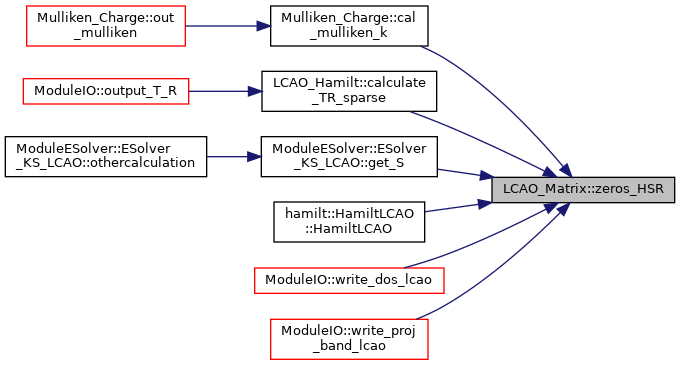 Mulliken_Charge::out
_mulliken
Mulliken_Charge::cal
_mulliken_k
ModuleIO::output_T_R
LCAO_Hamilt::calculate
_TR_sparse
ModuleESolver::ESolver
_KS_LCAO::othercalculation
ModuleESolver::ESolver
_KS_LCAO::get_S
LCAO_Matrix::zeros_HSR
hamilt::HamiltLCAO
::HamiltLCAO
ModuleIO::write_dos_lcao
ModuleIO::write_proj
_band_lcao